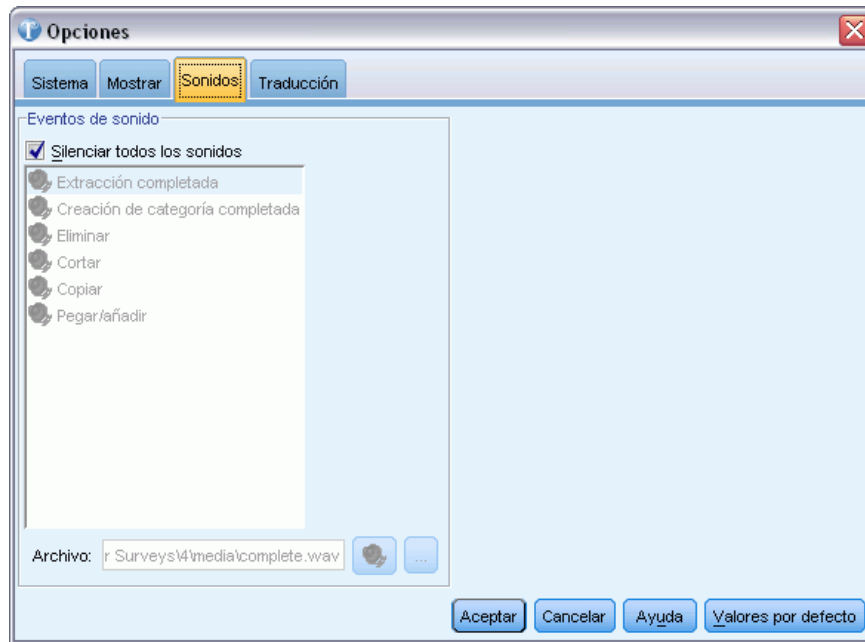 Opciones
Sistema Mostrar Sonidos Traducción
Eventos de sonido
Silenciar todos los sonidos
Extracción completada
Creación de categoría completada
Eliminar
Cortar
Copiar
Pegar/añadir
Archivo: r Surveys\4\media\complete.wav ...
Aceptar Cancelar Ayuda Valores por defecto